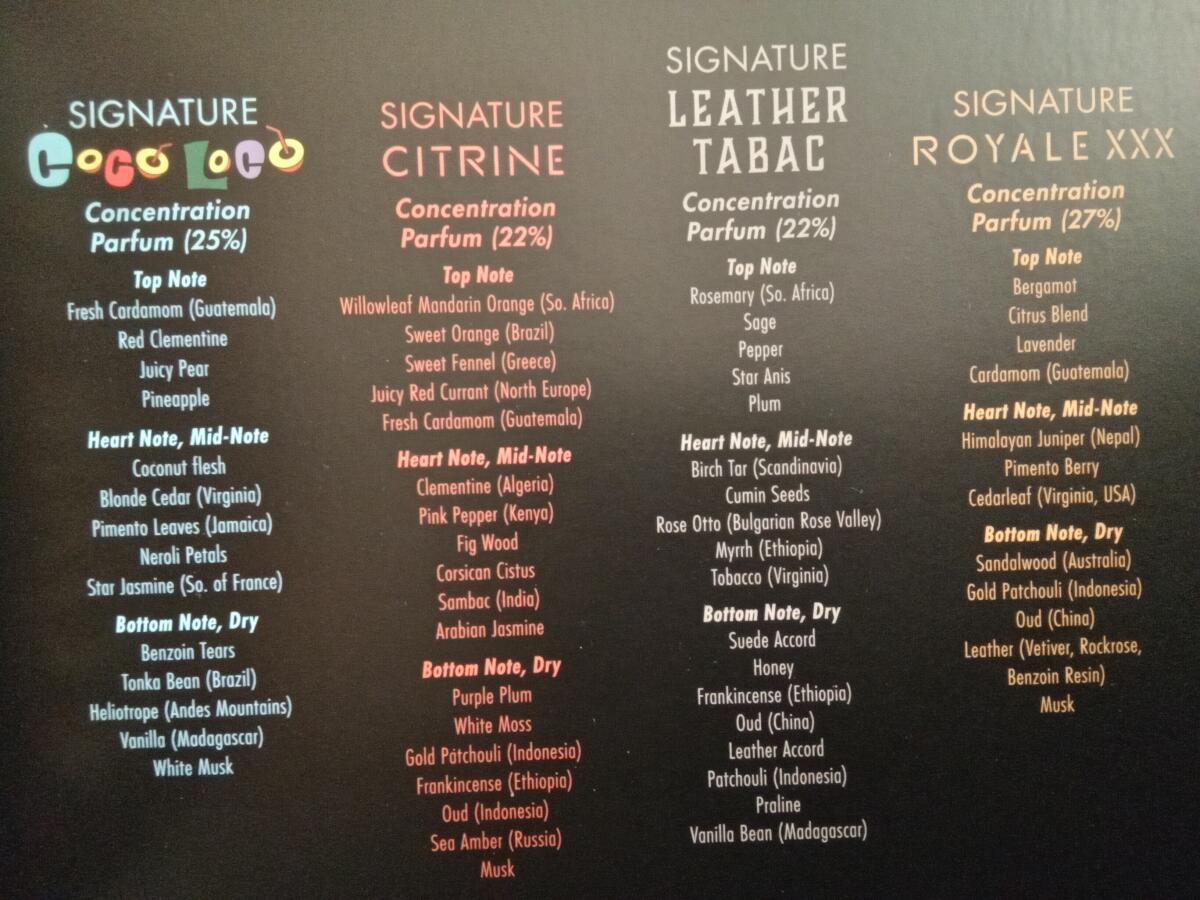 SIGNATURE
COCO LOCO
Concentration
Parfum (25%)
Top Note
Fresh Cardamom (Guatemala)
Red Clementine
Juicy Pear
Pineapple
Heart Note, Mid-Note
Coconut flesh
Blonde Cedar (Virginia)
Pimento Leaves (Jamaica)
Neroli Petals
Star Jasmine (So. of France)
Bottom Note, Dry
Benzoin Tears
Tonka Bean (Brazil)
Heliotrope (Andes Mountains)
Vanilla (Madagascar)
White Musk
SIGNATURE
CITRINE
Concentration
Parfum (22%)
Top Note
Willowleaf Mandarin Orange (So. Africa)
Sweet Orange (Brazil)
Sweet Fennel (Greece)
Juicy Red Currant (North Europe)
Fresh Cardamom (Guatemala)
Heart Note, Mid-Note
Clementine (Algeria)
Pink Pepper (Kenya)
Fig Wood
Corsican Cistus
Sambac (India)
Arabian Jasmine
Bottom Note, Dry
Purple Plum
White Moss
Gold Patchouli (Indonesia)
Frankincense (Ethiopia)
Oud (Indonesia)
Sea Amber (Russia)
Musk
SIGNATURE
LEATHER
TABAC
Concentration
Parfum (22%)
Top Note
Rosemary (So. Africa)
Sage
Pepper
Star Anis
Plum
Heart Note, Mid-Note
Birch Tar (Scandinavia)
Cumin Seeds
Rose Otto (Bulgarian Rose Valley)
Myrrh (Ethiopia)
Tobacco (Virginia)
Bottom Note, Dry
Suede Accord
Honey
Frankincense (Ethiopia)
Oud (China)
Leather Accord
Patchouli (Indonesia)
Praline
Vanilla Bean (Madagascar)
SIGNATURE
ROYALE XXX
Concentration
Parfum (27%)
Top Note
Bergamot
Citrus Blend
Lavender
Cardamom (Guatemala)
Heart Note, Mid-Note
Himalayan Juniper (Nepal)
Pimento Berry
Cedarleaf (Virginia, USA)
Bottom Note, Dry
Sandalwood (Australia)
Gold Patchouli (Indonesia)
Oud (China)
Leather (Vetiver, Rockrose,
Benzoin Resin)
Musk